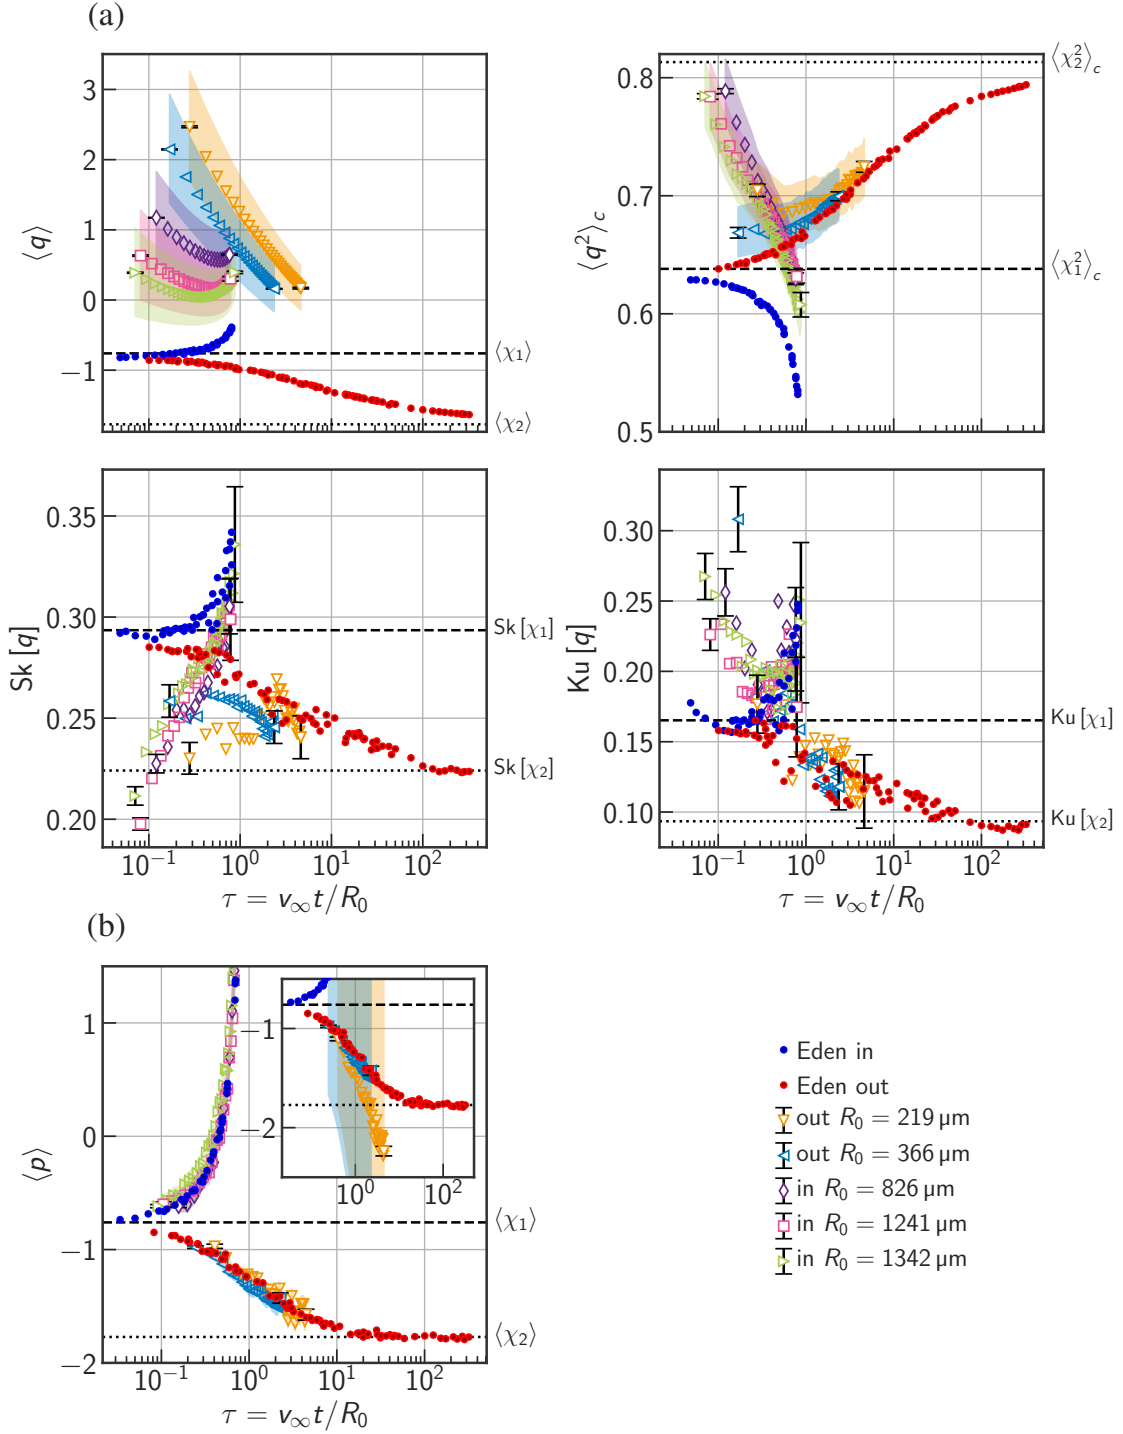 (a)
⟨q⟩
3
2
1
0
−1
⟨χ₁⟩
⟨χ₂⟩
⟨q²⟩c
0.8
0.7
0.6
0.5
⟨χ₂²⟩c
⟨χ₁²⟩c
Sk [q]
0.35
0.30
0.25
0.20
Sk [χ₁]
Sk [χ₂]
10⁻¹ 10⁰ 10¹ 10²
τ = v∞t/R₀
Ku [q]
0.30
0.25
0.20
0.15
0.10
Ku [χ₁]
Ku [χ₂]
10⁻¹ 10⁰ 10¹ 10²
τ = v∞t/R₀
(b)
⟨p⟩
1
0
−1
−2
⟨χ₁⟩
⟨χ₂⟩
−1
−2
10⁰ 10²
10⁻¹ 10⁰ 10¹ 10²
τ = v∞t/R₀
Eden in
Eden out
out R₀ = 219 μm
out R₀ = 366 μm
in R₀ = 826 μm
in R₀ = 1241 μm
in R₀ = 1342 μm